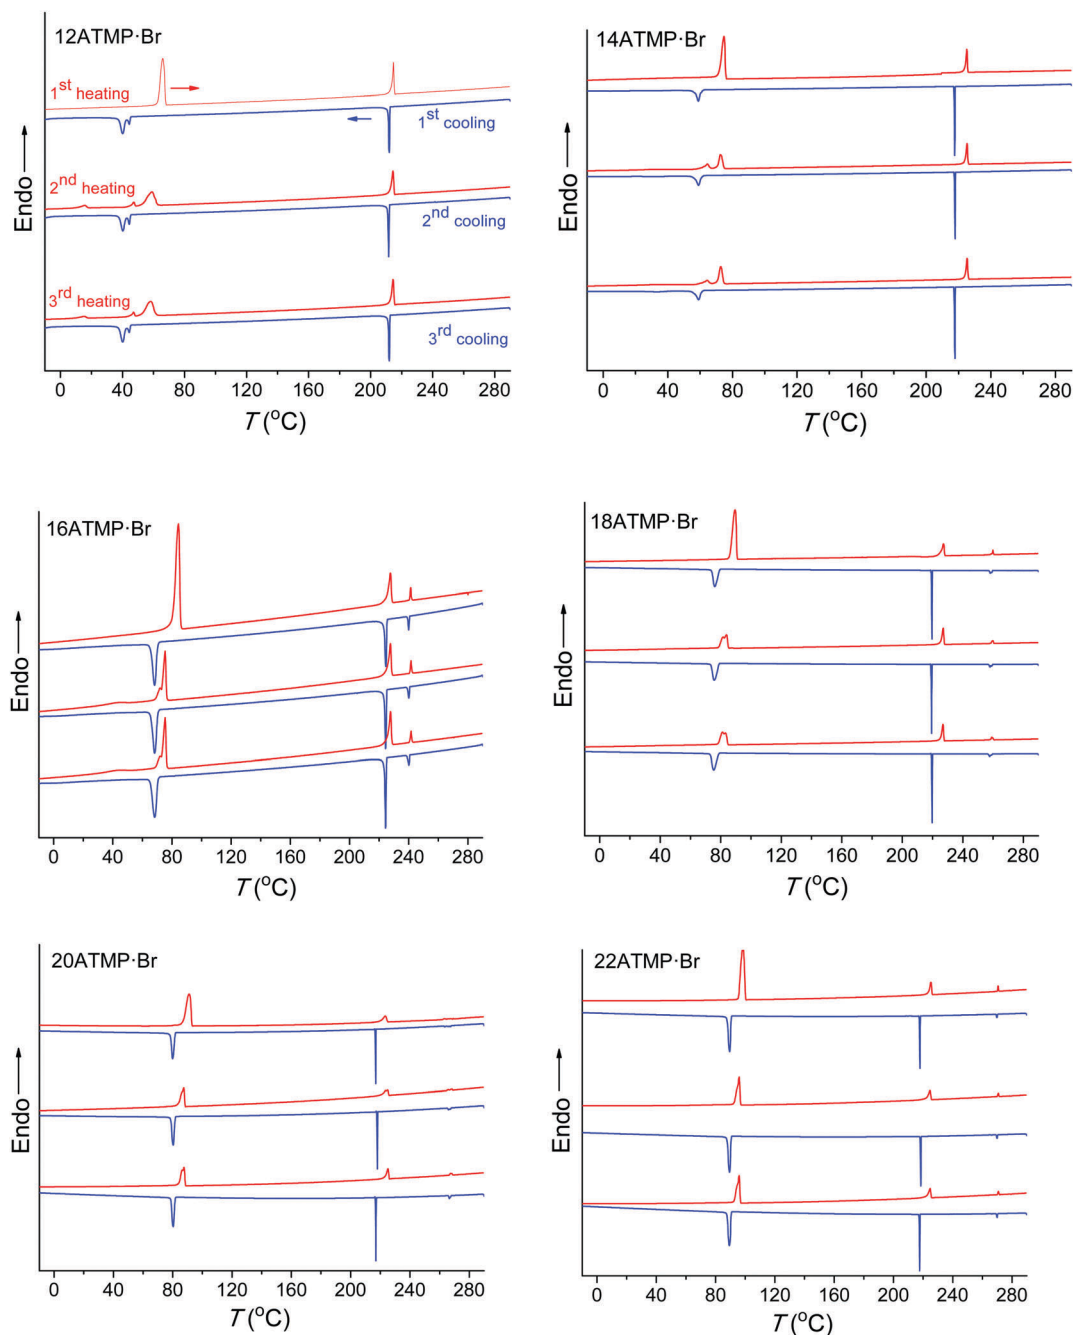 12ATMP·Br
1st heating
1st cooling
2nd heating
2nd cooling
3rd heating
3rd cooling
Endo
0 40 80 120 160 200 240 280
T (°C)
14ATMP·Br
Endo
0 40 80 120 160 200 240 280
T (°C)
16ATMP·Br
Endo
0 40 80 120 160 200 240 280
T (°C)
18ATMP·Br
Endo
0 40 80 120 160 200 240 280
T (°C)
20ATMP·Br
Endo
0 40 80 120 160 200 240 280
T (°C)
22ATMP·Br
Endo
0 40 80 120 160 200 240 280
T (°C)